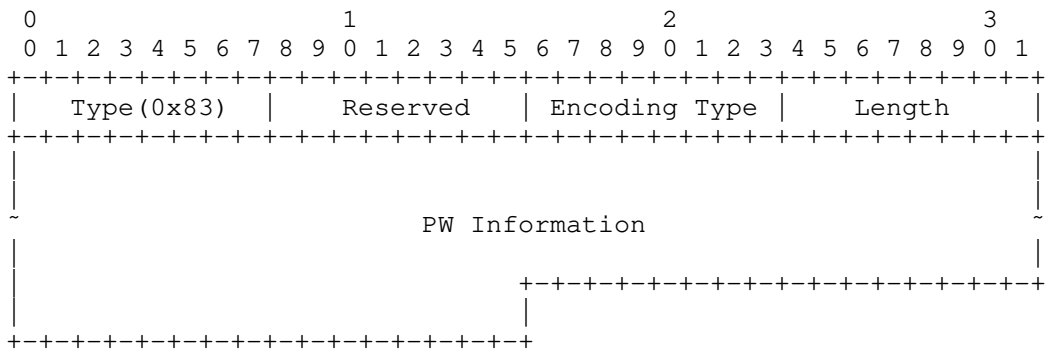 0                   1                   2                   3
 0 1 2 3 4 5 6 7 8 9 0 1 2 3 4 5 6 7 8 9 0 1 2 3 4 5 6 7 8 9 0 1
+-+-+-+-+-+-+-+-+-+-+-+-+-+-+-+-+-+-+-+-+-+-+-+-+-+-+-+-+-+-+-+-+
|   Type(0x83)  |    Reserved   | Encoding Type |    Length     |
+-+-+-+-+-+-+-+-+-+-+-+-+-+-+-+-+-+-+-+-+-+-+-+-+-+-+-+-+-+-+-+-+
|                                                               |
|                                                               |
~                         PW Information                        ~
|                                                               |
|                               +-+-+-+-+-+-+-+-+-+-+-+-+-+-+-+-+
|                               |
+-+-+-+-+-+-+-+-+-+-+-+-+-+-+-+-+